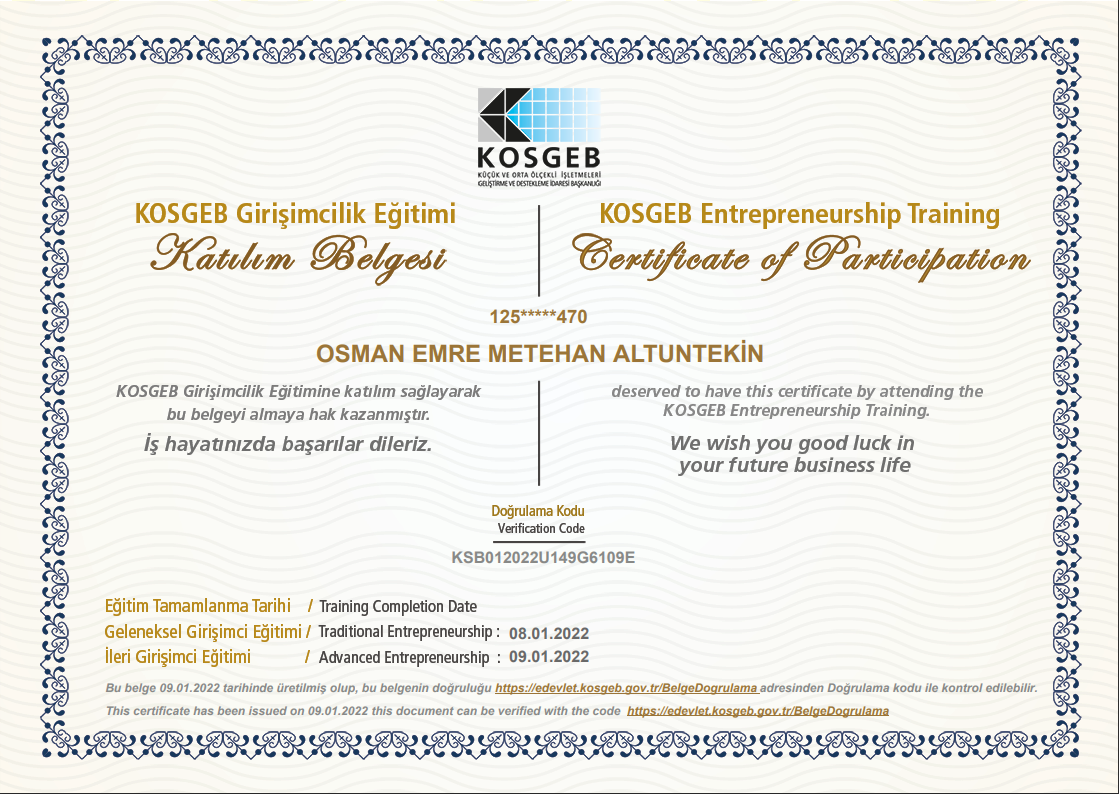 KOSGEB
KÜÇÜK VE ORTA ÖLÇEKLİ İŞLETMELERİ
GELİŞTİRME VE DESTEKLEME İDARESİ BAŞKANLIĞI
KOSGEB Girişimcilik Eğitimi
Katılım Belgesi
KOSGEB Entrepreneurship Training
Certificate of Participation
125*****470
OSMAN EMRE METEHAN ALTUNTEKİN
KOSGEB Girişimcilik Eğitimine katılım sağlayarak
bu belgeyi almaya hak kazanmıştır.
İş hayatınızda başarılar dileriz.
deserved to have this certificate by attending the
KOSGEB Entrepreneurship Training.
We wish you good luck in
your future business life
Doğrulama Kodu
Verification Code
KSB012022U149G6109E
Eğitim Tamamlanma Tarihi / Training Completion Date
Geleneksel Girişimci Eğitimi / Traditional Entrepreneurship : 08.01.2022
İleri Girişimci Eğitimi / Advanced Entrepreneurship : 09.01.2022
Bu belge 09.01.2022 tarihinde üretilmiş olup, bu belgenin doğruluğu https://edevlet.kosgeb.gov.tr/BelgeDogrulama adresinden Doğrulama kodu ile kontrol edilebilir.
This certificate has been issued on 09.01.2022 this document can be verified with the code https://edevlet.kosgeb.gov.tr/BelgeDogrulama